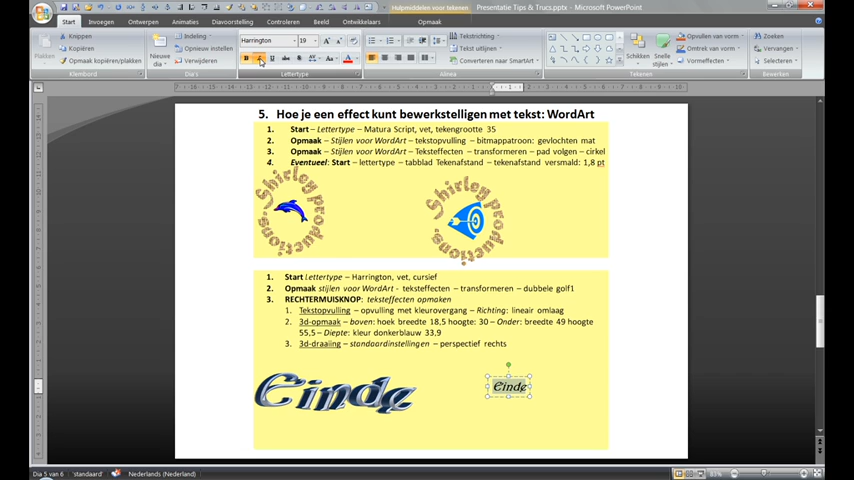 Hulpmiddelen voor tekenen
Presentatie Tips & Trucs.pptx - Microsoft PowerPoint
Start Invoegen Ontwerpen Animaties Diavoorstelling Controleren Beeld Ontwikkelaars Opmaak
Knippen
Kopiëren
Opmaak kopiëren/plakken
Klembord
Nieuwe dia
Indeling
Opnieuw instellen
Verwijderen
Dia's
Harrington 19
Lettertype
Tekstrichting
Tekst uitlijnen
Converteren naar SmartArt
Alinea
Schikken
Snelle stijlen
Opvullen van vorm
Omtrek van vorm
Vormeffecten
Tekenen
Zoeken
Vervangen
Selecteren
Bewerken
5. Hoe je een effect kunt bewerkstelligen met tekst: WordArt
1. Start – Lettertype – Matura Script, vet, tekengrootte 35
2. Opmaak – Stijlen voor WordArt – tekstopvulling – bitmappatroon: gevlochten mat
3. Opmaak – Stijlen voor WordArt – Teksteffecten – transformeren – pad volgen – cirkel
4. Eventueel: Start – lettertype – tabblad Tekenafstand – tekenafstand versmald: 1,8 pt
Shirley productions
Shirley productions
1. Start Lettertype – Harrington, vet, cursief
2. Opmaak stijlen voor WordArt - teksteffecten – transformeren – dubbele golf1
3. RECHTERMUISKNOP: teksteffecten opmaken
1. Tekstopvulling – opvulling met kleurovergang – Richting: lineair omlaag
2. 3d-opmaak – boven: hoek breedte 18,5 hoogte: 30 – Onder: breedte 49 hoogte
55,5 – Diepte: kleur donkerblauw 33,9
3. 3d-draaiing – standaardinstellingen – perspectief rechts
Einde
Einde
Dia 5 van 6 'standaard' Nederlands (Nederland)